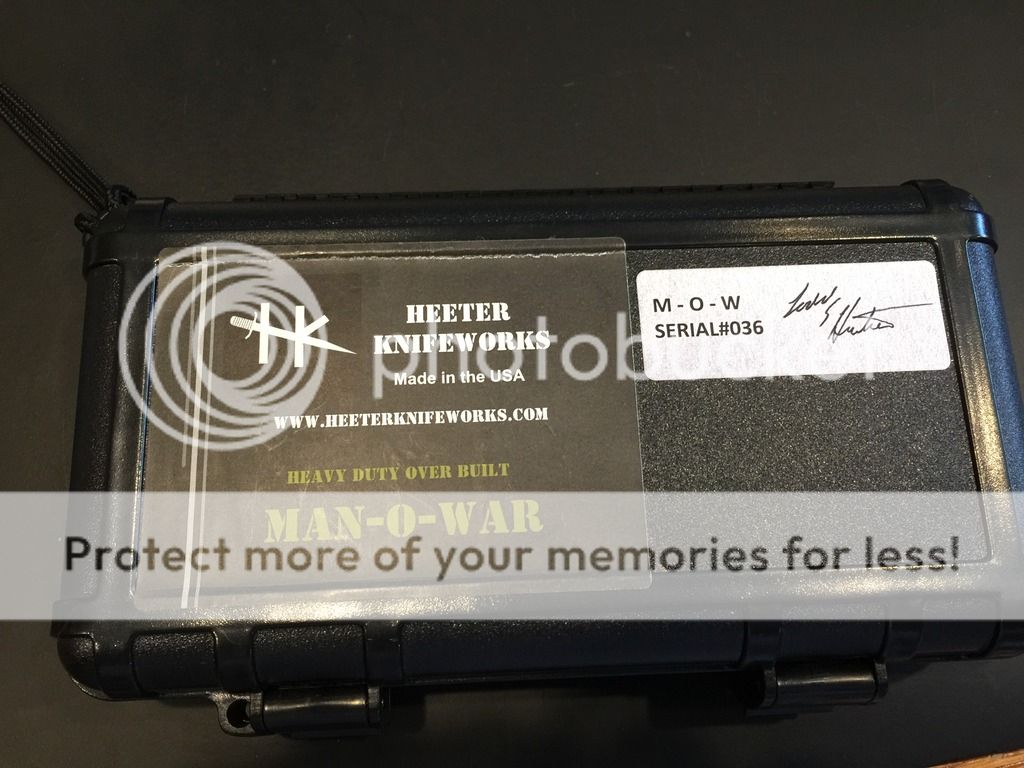 HEETER
KNIFEWORKS
Made in the USA
WWW.HEETERKNIFEWORKS.COM
HEAVY DUTY OVER BUILT
MAN-O-WAR
M - O - W
SERIAL#036
photobucket
Protect more of your memories for less!